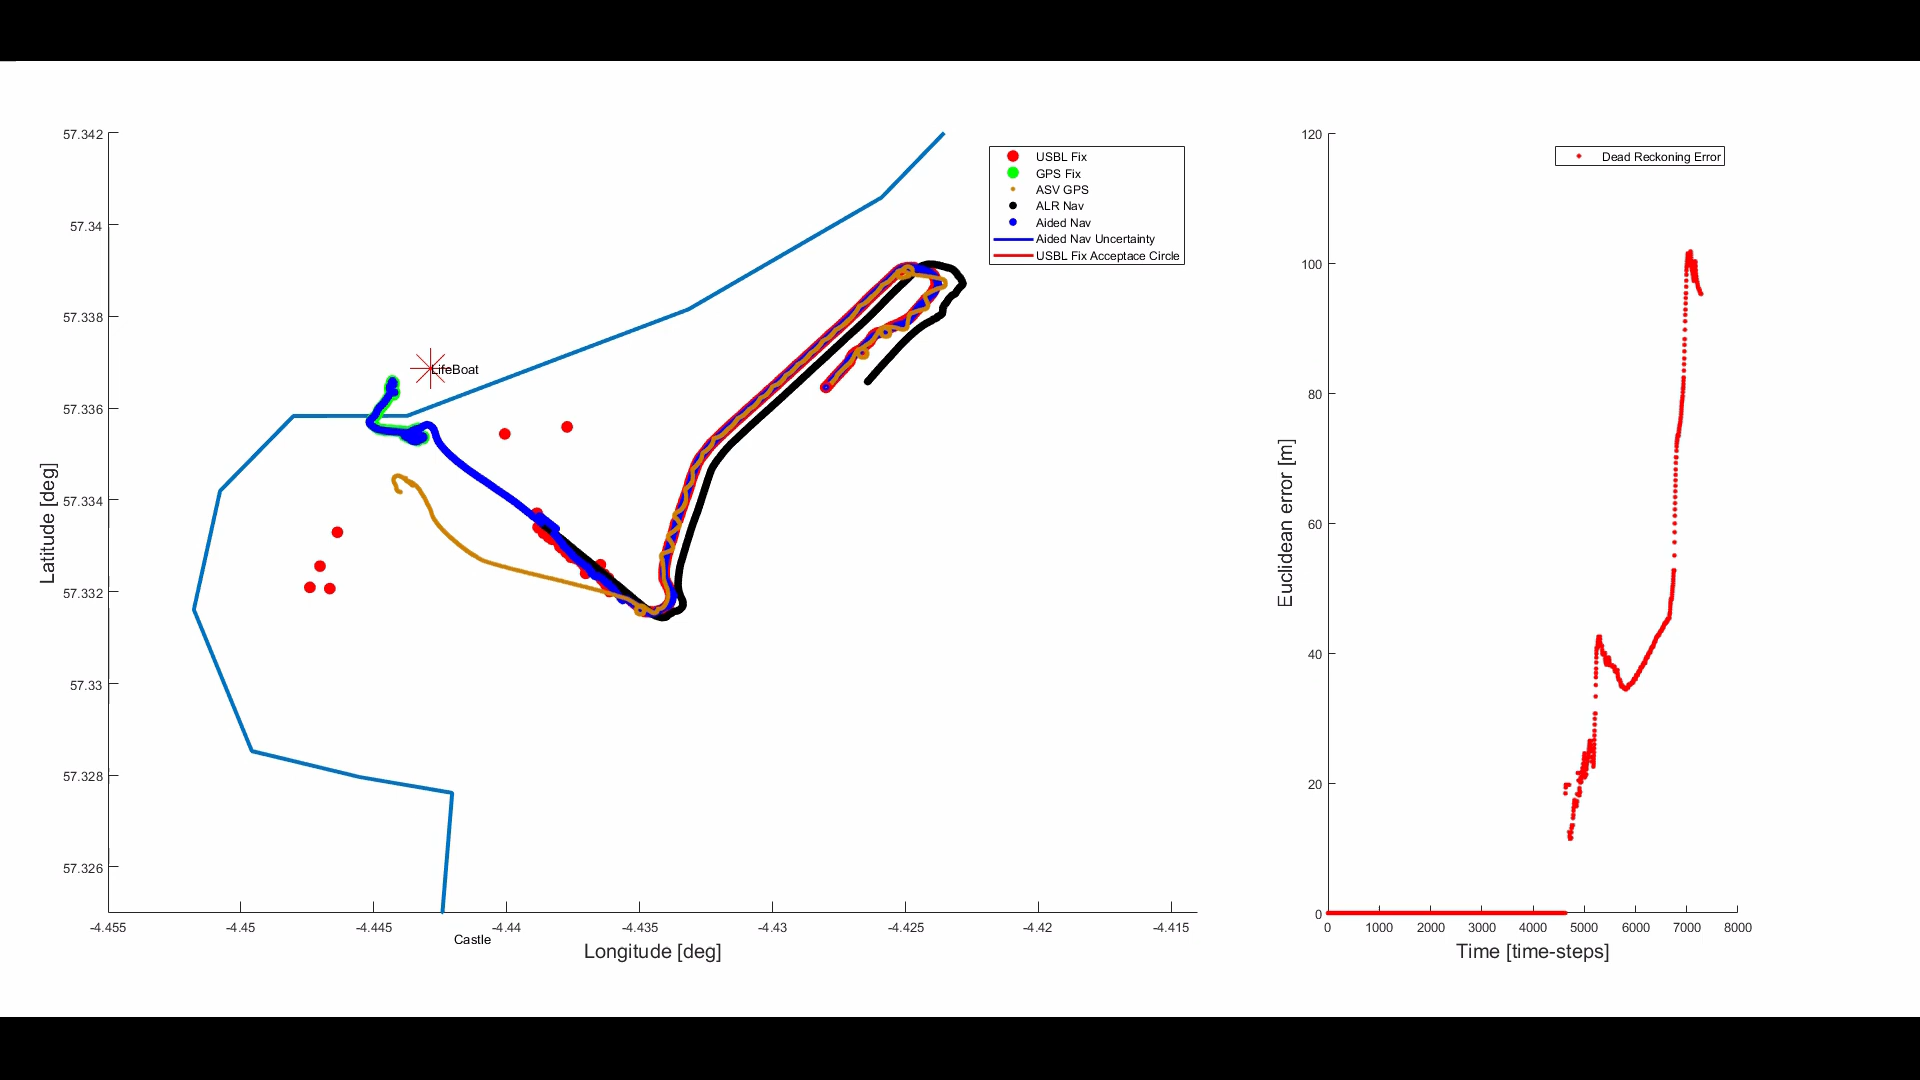 57.342
57.34
57.338
57.336
57.334
57.332
57.33
57.328
57.326
Latitude [deg]
-4.455
-4.45
-4.445
-4.44
-4.435
-4.43
-4.425
-4.42
-4.415
Longitude [deg]
LifeBoat
Castle
USBL Fix
GPS Fix
ASV GPS
ALR Nav
Aided Nav
Aided Nav Uncertainty
USBL Fix Acceptace Circle
120
100
80
60
40
20
0
Euclidean error [m]
0
1000
2000
3000
4000
5000
6000
7000
8000
Time [time-steps]
Dead Reckoning Error